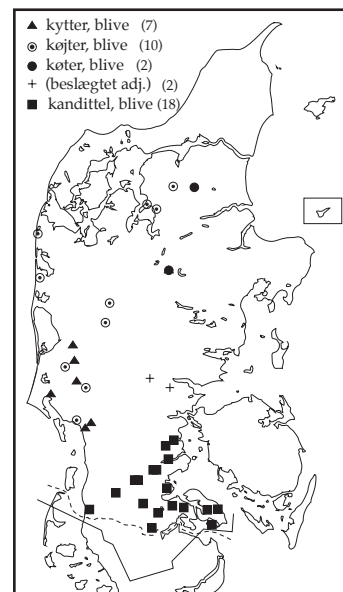 ▲ kytter, blive (7)
◉ køjter, blive (10)
● køter, blive (2)
+ (beslægtet adj.) (2)
■ kandittel, blive (18)